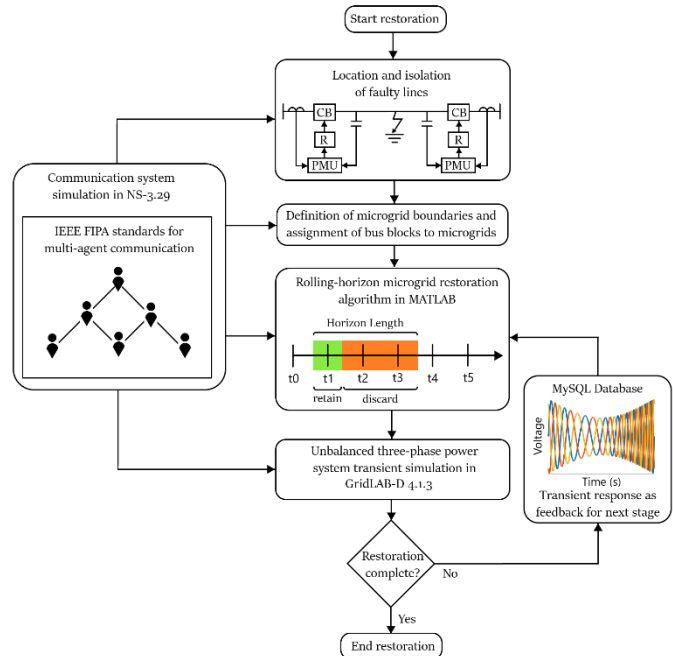 Start restoration
Location and isolation
of faulty lines
CB
CB
R
R
PMU
PMU
Communication system
simulation in NS-3.29
IEEE FIPA standards for
multi-agent communication
Definition of microgrid boundaries and
assignment of bus blocks to microgrids
Rolling-horizon microgrid restoration
algorithm in MATLAB
Horizon Length
t0 t1 t2 t3 t4 t5
retain discard
MySQL Database
Voltage
Time (s)
Transient response as
feedback for next stage
Unbalanced three-phase power
system transient simulation in
GridLAB-D 4.1.3
Restoration
complete?
No
Yes
End restoration